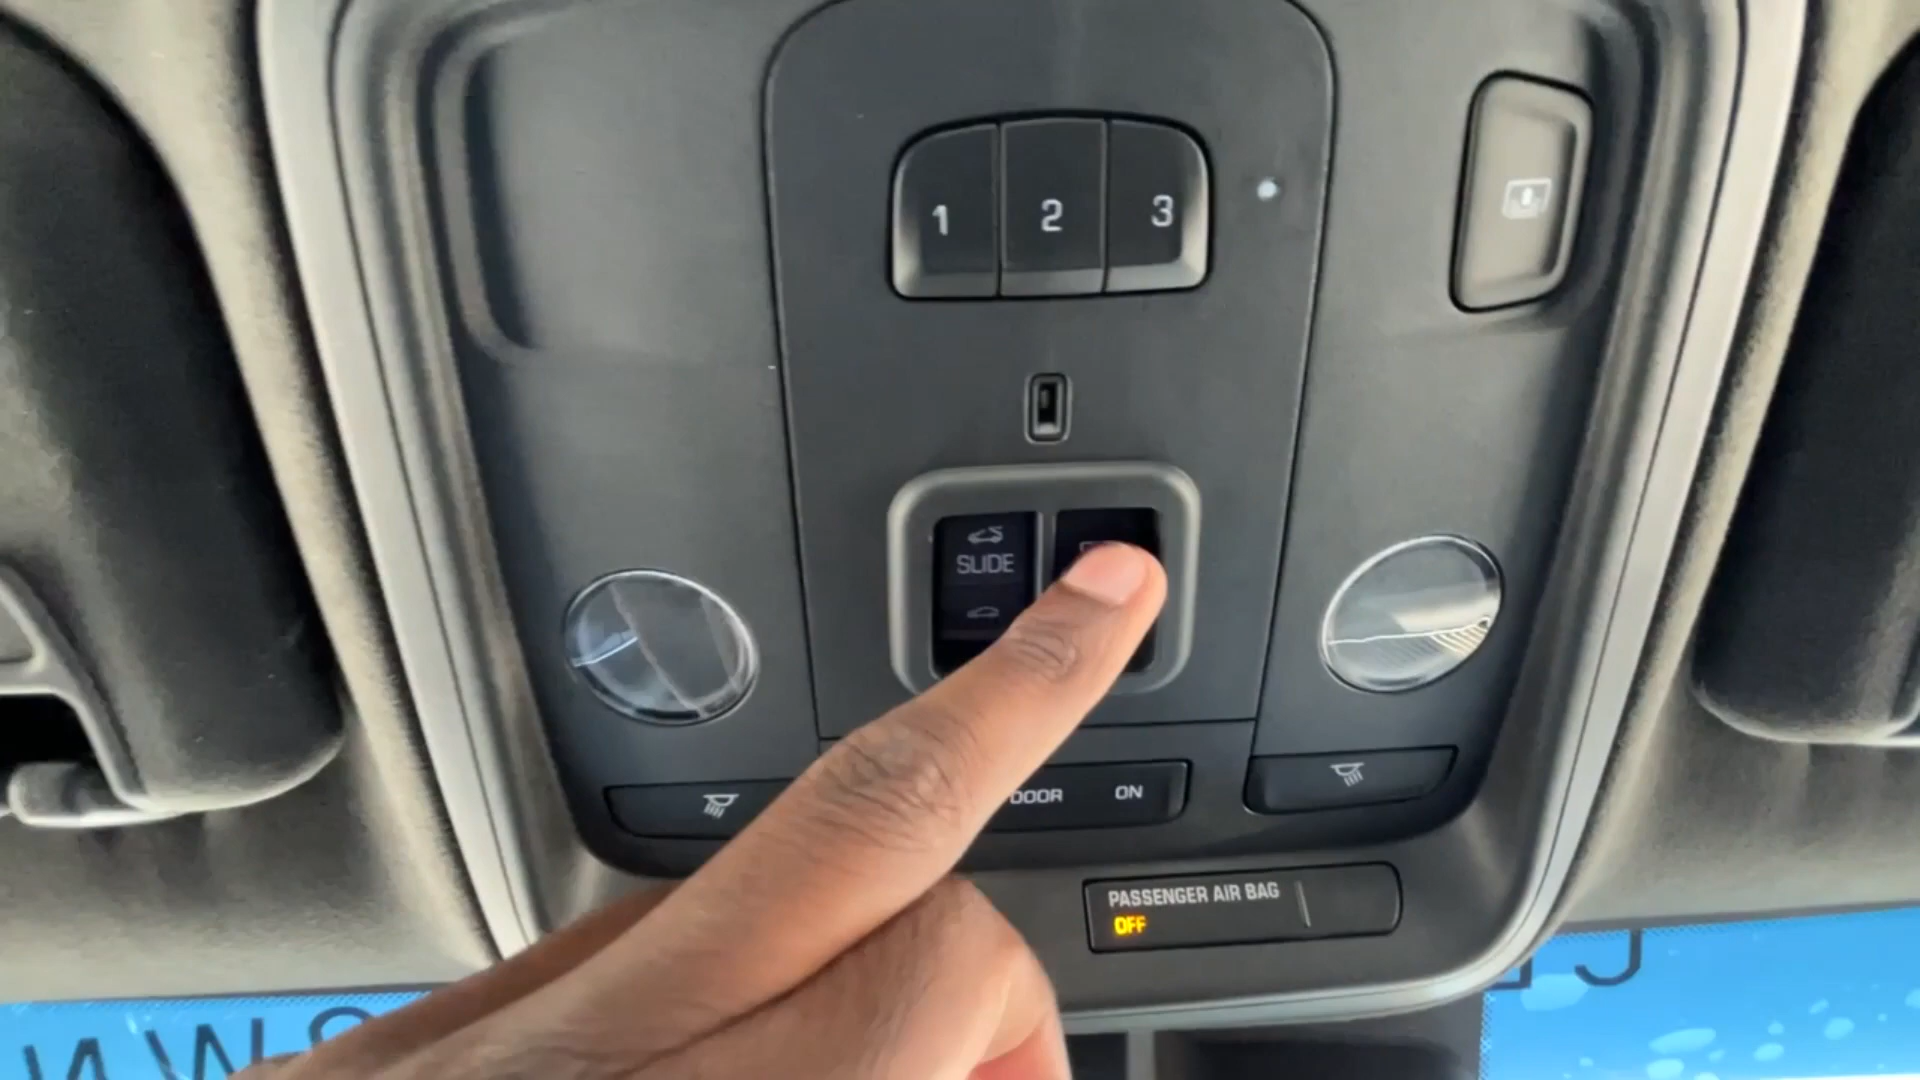 1 2 3
SLIDE
DOOR ON
PASSENGER AIR BAG
OFF